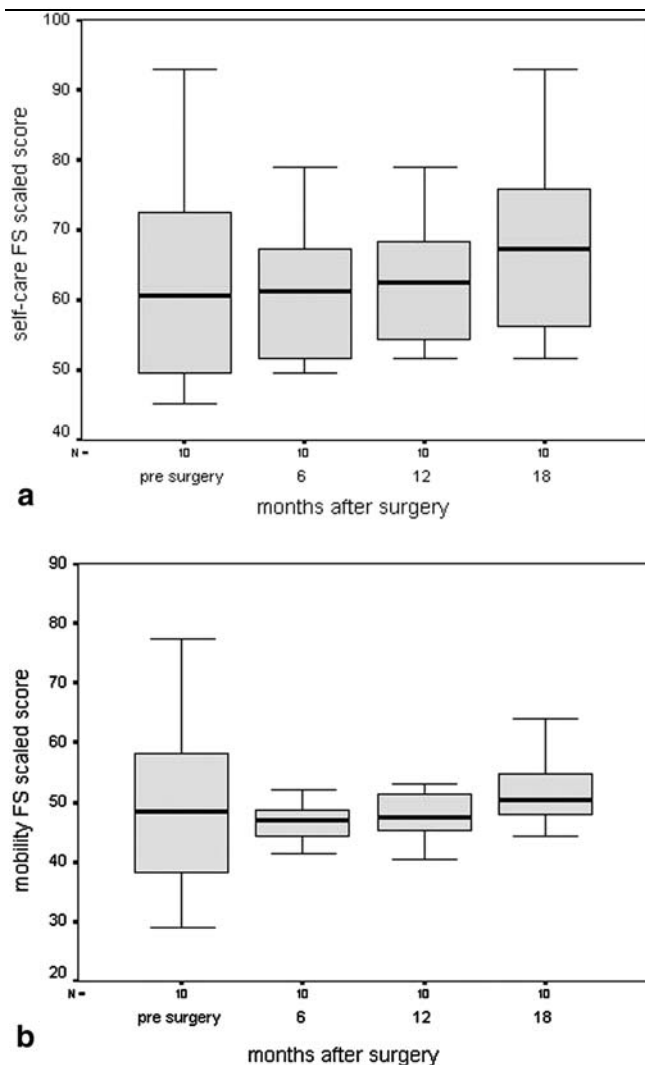 100
90
80
70
60
50
40
self-care FS scaled score
N = 10 10 10 10
pre surgery 6 12 18
a
months after surgery
90
80
70
60
50
40
30
20
mobility FS scaled score
N = 10 10 10 10
pre surgery 6 12 18
b
months after surgery